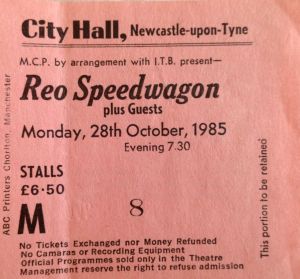 City Hall, Newcastle-upon-Tyne
M.C.P. by arrangement with I.T.B. present—
Reo Speedwagon
plus Guests
Monday, 28th October, 1985
Evening 7.30
STALLS
£6·50
M
8
No Tickets Exchanged nor Money Refunded
No Camaras or Recording Equipment
Official Programmes sold only in the Theatre
Management reserve the right to refuse admission
ABC Printers Chorlton, Manchester
This portion to be retained